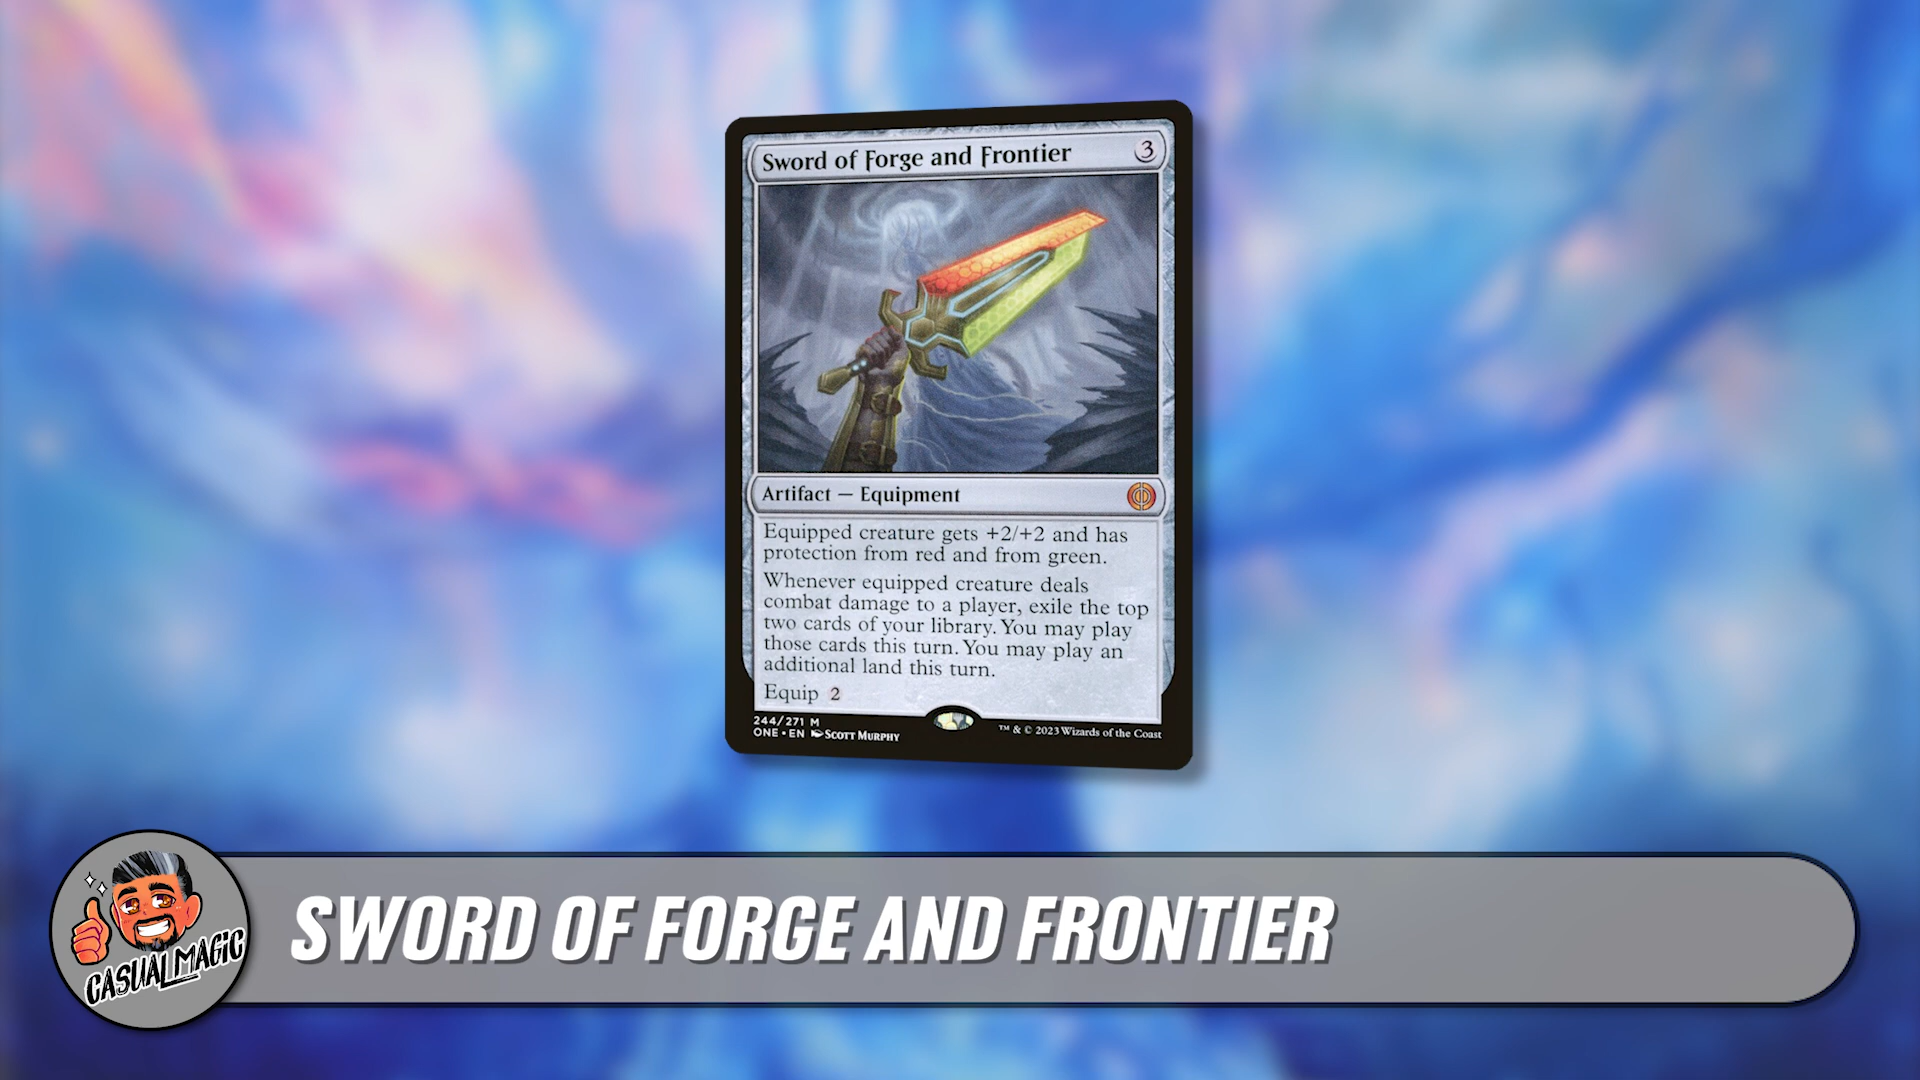 Sword of Forge and Frontier 3
Artifact — Equipment
Equipped creature gets +2/+2 and has
protection from red and from green.
Whenever equipped creature deals
combat damage to a player, exile the top
two cards of your library. You may play
those cards this turn. You may play an
additional land this turn.
Equip 2
244/271 M
ONE • EN Scott Murphy
™ & © 2023 Wizards of the Coast
CASUAL MAGIC
SWORD OF FORGE AND FRONTIER